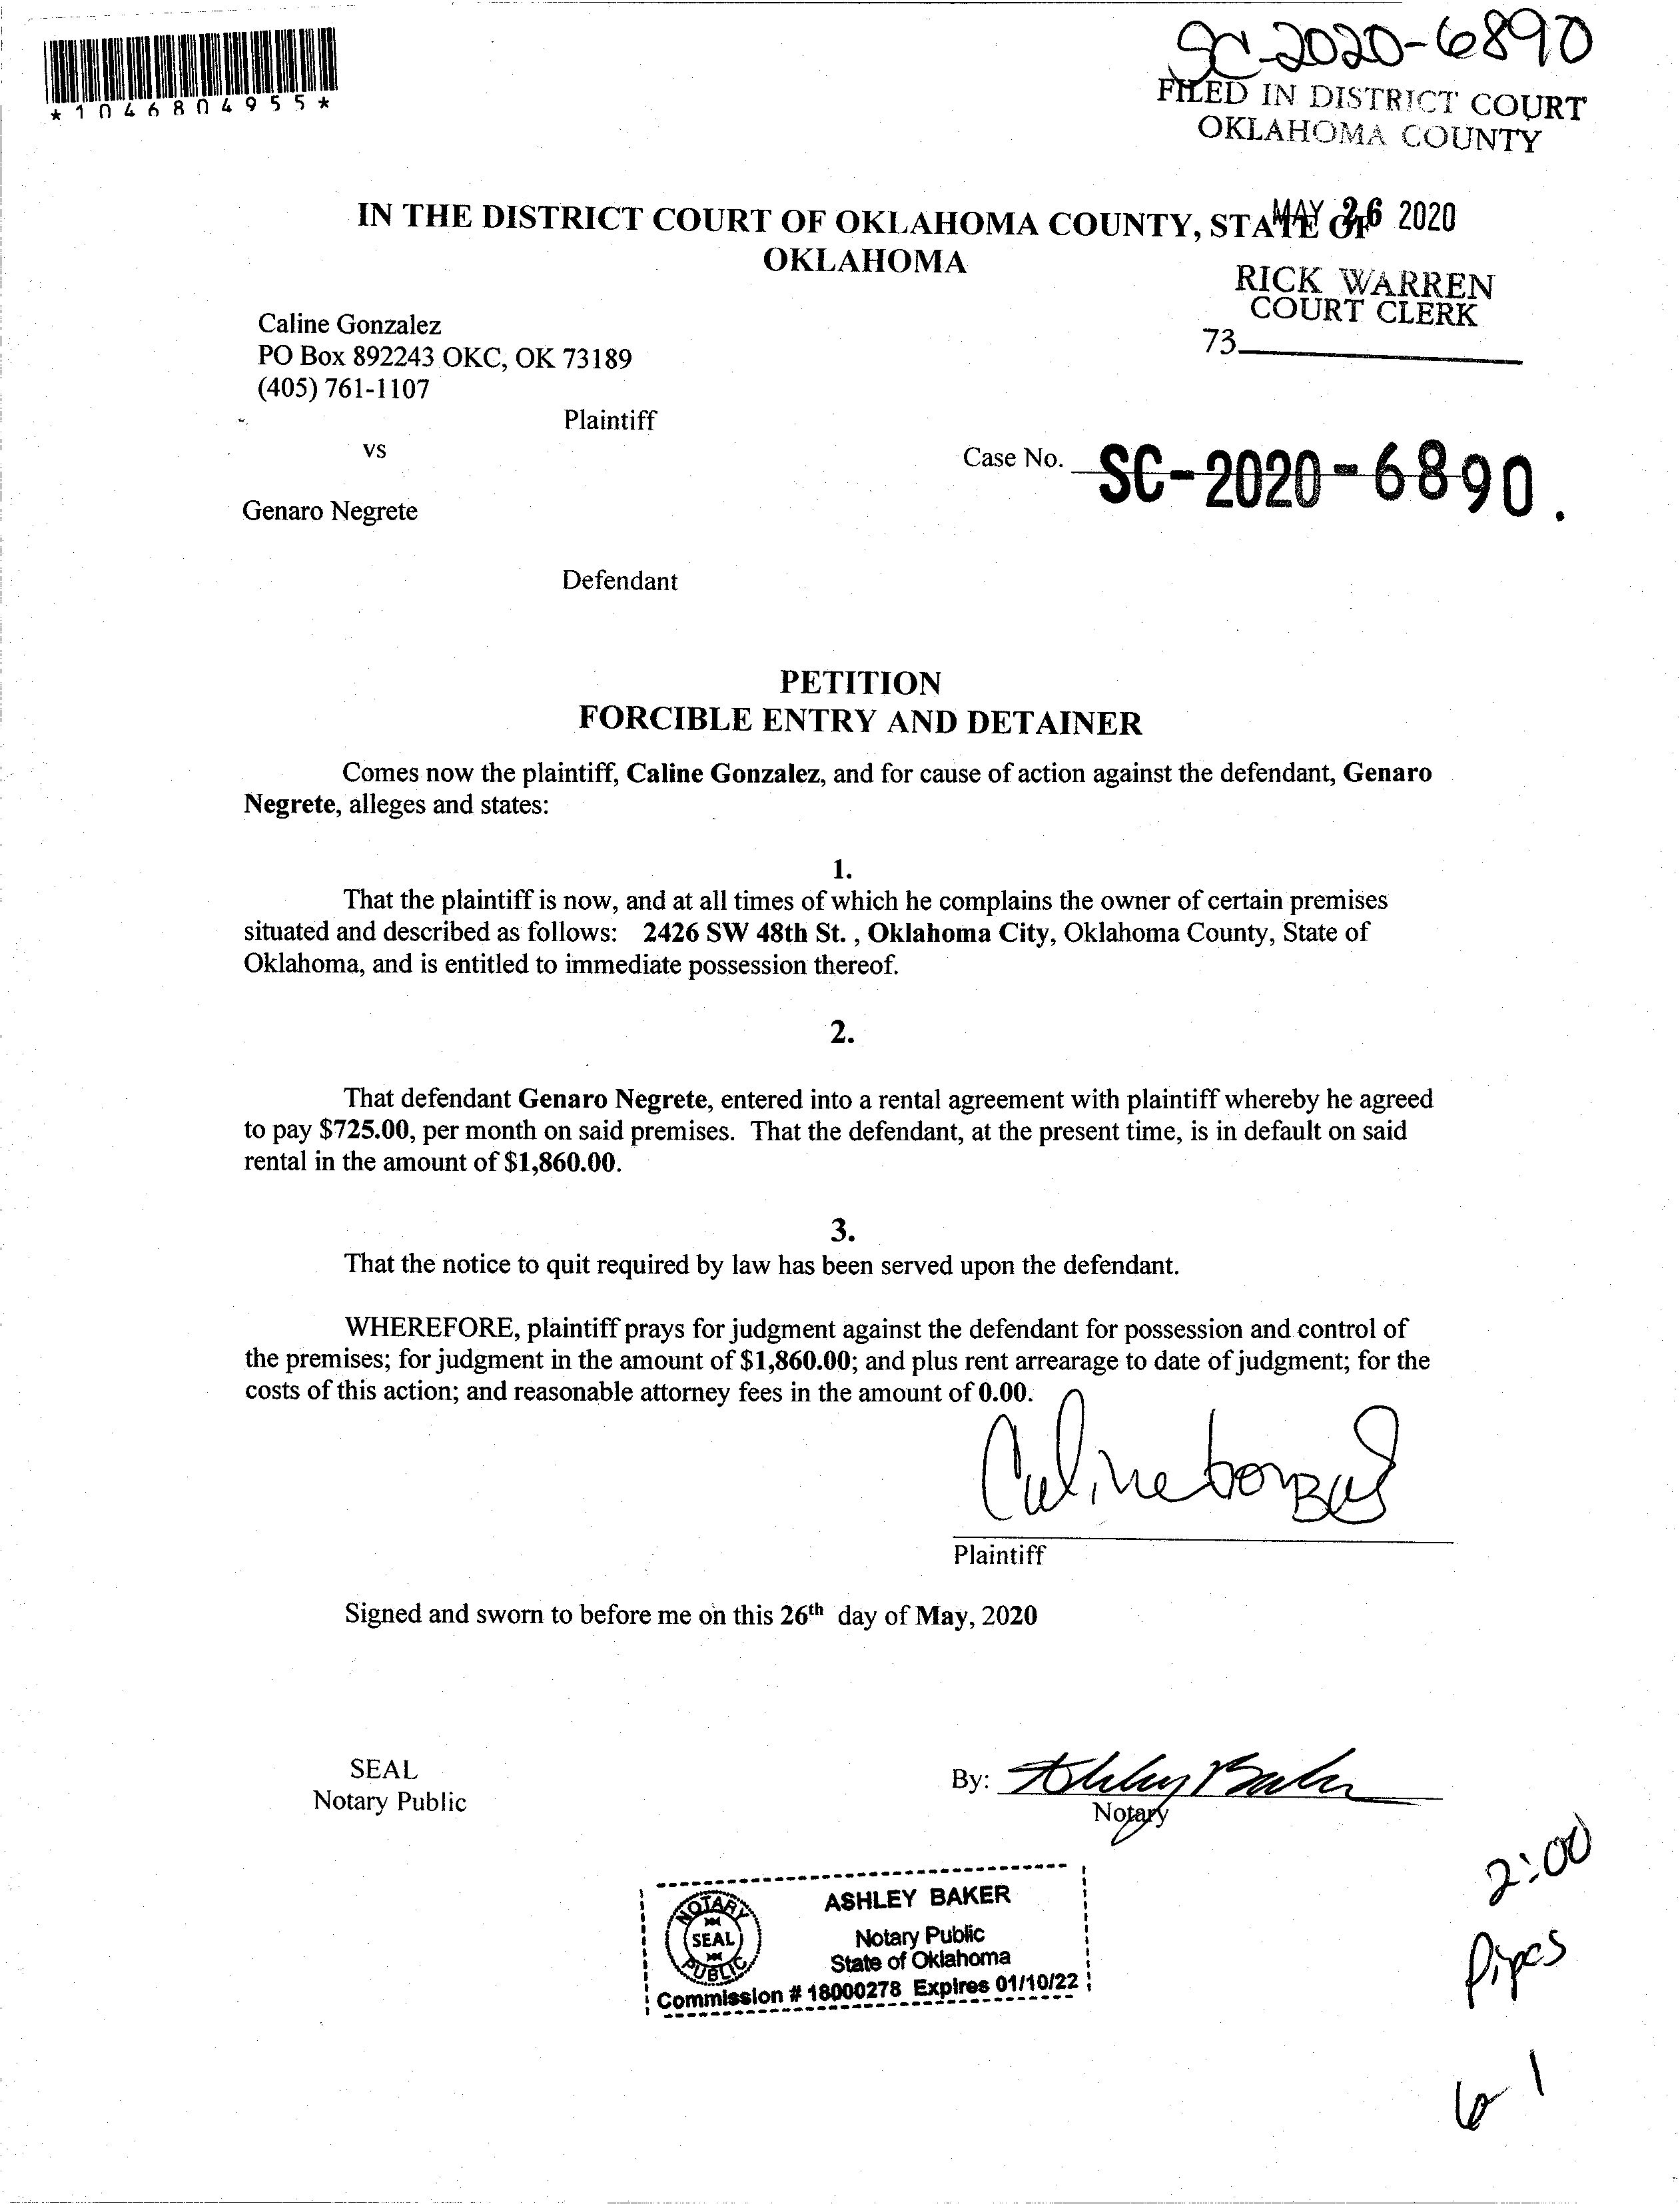 SC-2020-6890
*1046804955*
FILED IN DISTRICT COURT
OKLAHOMA COUNTY
IN THE DISTRICT COURT OF OKLAHOMA COUNTY, STATE OF
MAY 26 2020
OKLAHOMA
RICK WARREN
COURT CLERK
73
Caline Gonzalez
PO Box 892243 OKC, OK 73189
(405) 761-1107
Plaintiff
vs
Case No. SC-2020-6890.
Genaro Negrete
Defendant
PETITION
FORCIBLE ENTRY AND DETAINER
Comes now the plaintiff, Caline Gonzalez, and for cause of action against the defendant, Genaro
Negrete, alleges and states:
1.
That the plaintiff is now, and at all times of which he complains the owner of certain premises
situated and described as follows: 2426 SW 48th St. , Oklahoma City, Oklahoma County, State of
Oklahoma, and is entitled to immediate possession thereof.
2.
That defendant Genaro Negrete, entered into a rental agreement with plaintiff whereby he agreed
to pay $725.00, per month on said premises. That the defendant, at the present time, is in default on said
rental in the amount of $1,860.00.
3.
That the notice to quit required by law has been served upon the defendant.
WHEREFORE, plaintiff prays for judgment against the defendant for possession and control of
the premises; for judgment in the amount of $1,860.00; and plus rent arrearage to date of judgment; for the
costs of this action; and reasonable attorney fees in the amount of 0.00.
Plaintiff
Signed and sworn to before me on this 26th day of May, 2020
SEAL
Notary Public
By: Ashley Baker
Notary
2:00
Pipes
6 1
NOTARY
SEAL
PUBLIC
ASHLEY BAKER
Notary Public
State of Oklahoma
Commission # 18000278 Expires 01/10/22